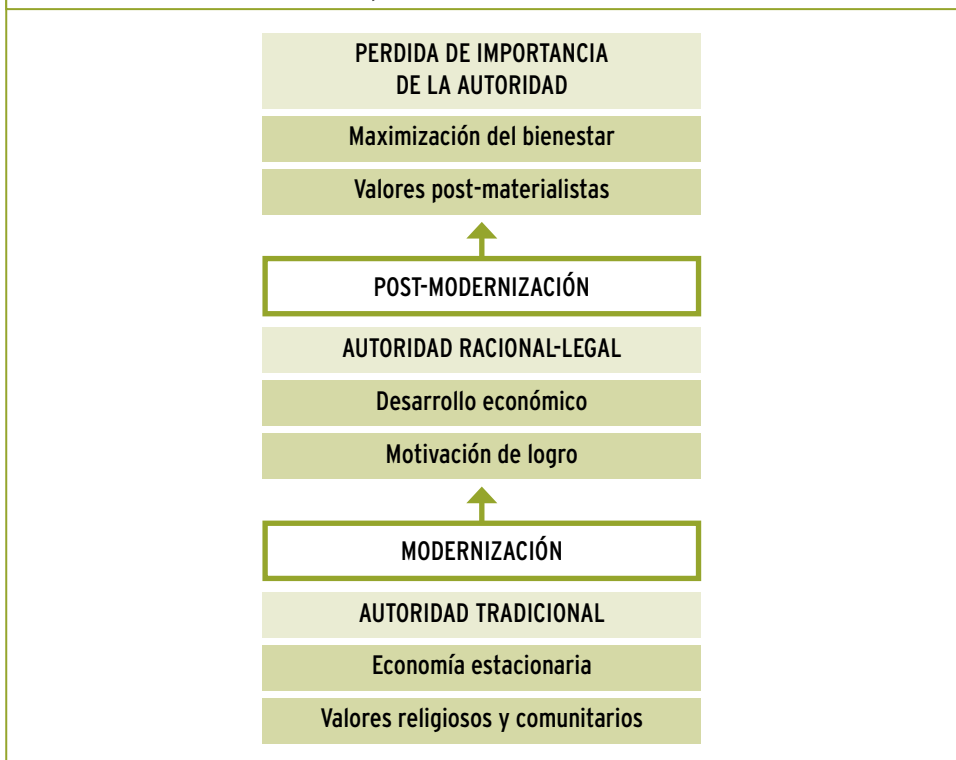 PERDIDA DE IMPORTANCIA
DE LA AUTORIDAD
Maximización del bienestar
Valores post-materialistas
POST-MODERNIZACIÓN
AUTORIDAD RACIONAL-LEGAL
Desarrollo económico
Motivación de logro
MODERNIZACIÓN
AUTORIDAD TRADICIONAL
Economía estacionaria
Valores religiosos y comunitarios